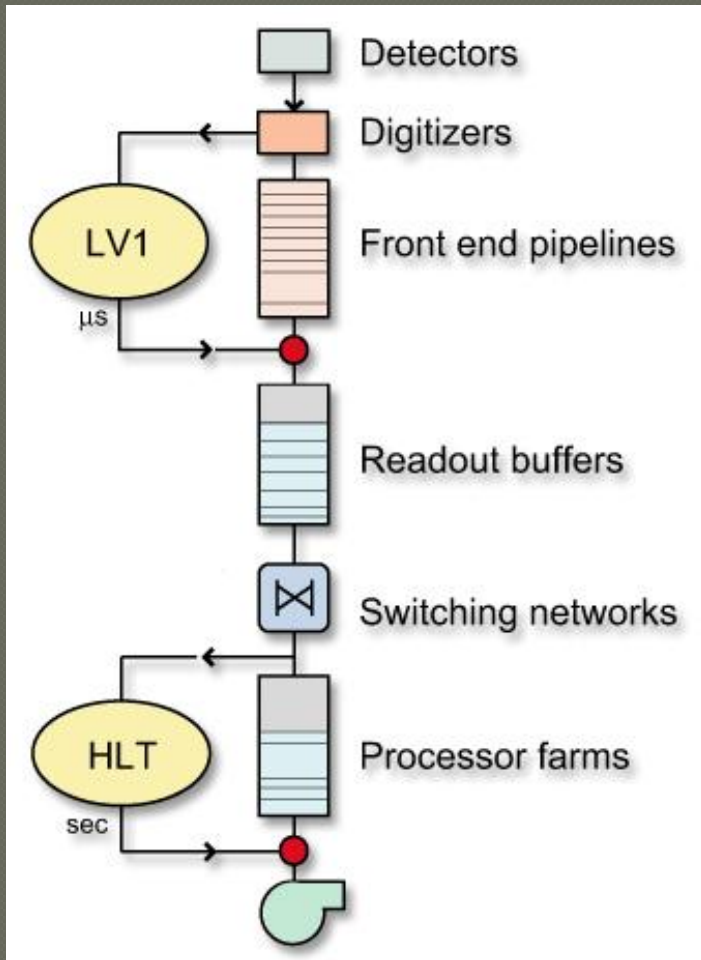 Detectors
Digitizers
LV1
Front end pipelines
μs
Readout buffers
Switching networks
HLT
Processor farms
sec